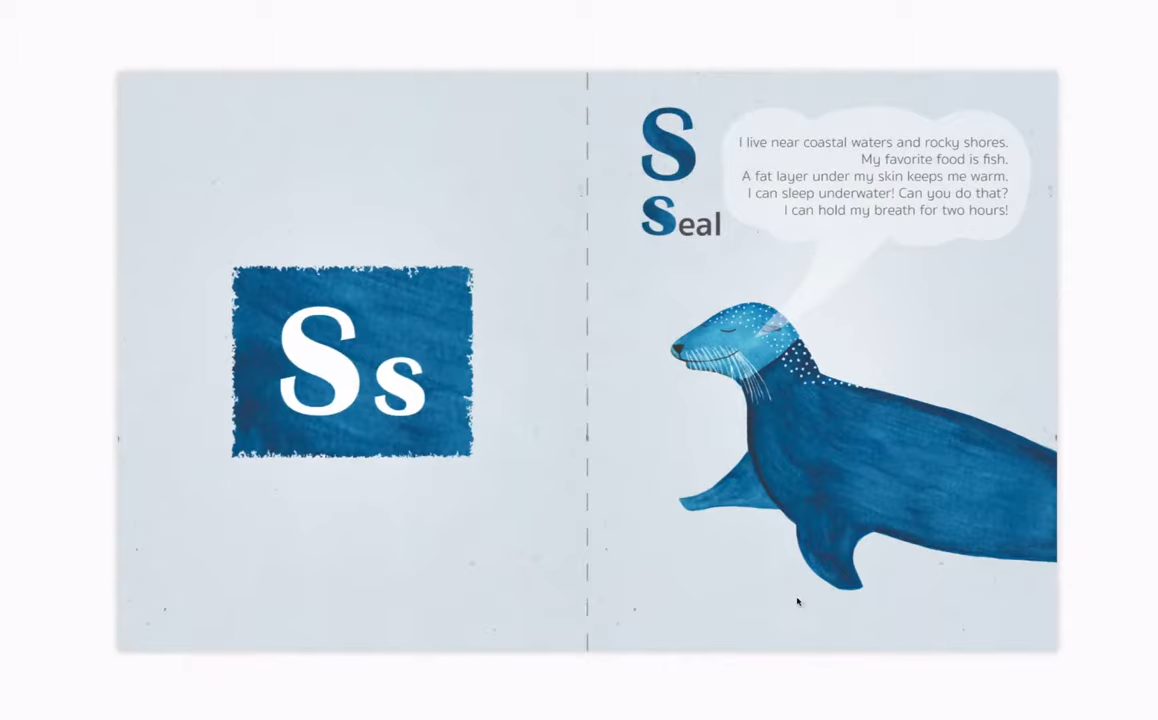 Ss
S
Seal
I live near coastal waters and rocky shores.
My favorite food is fish.
A fat layer under my skin keeps me warm.
I can sleep underwater! Can you do that?
I can hold my breath for two hours!